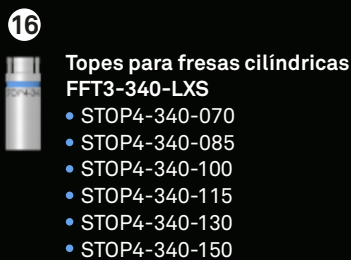 16
Topes para fresas cilíndricas
FFT3-340-LXS
• STOP4-340-070
• STOP4-340-085
• STOP4-340-100
• STOP4-340-115
• STOP4-340-130
• STOP4-340-150